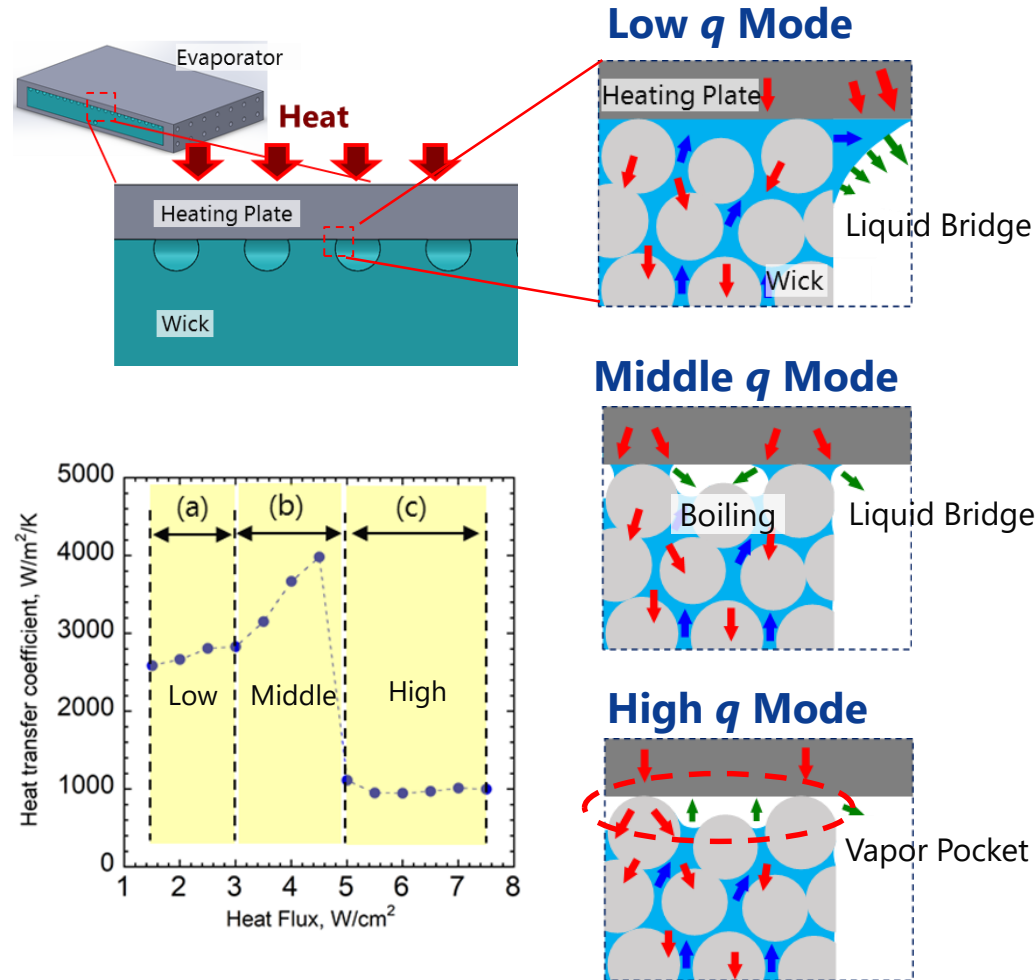 Low q Mode
Evaporator
Heat
Heating Plate
Wick
Heating Plate
Liquid Bridge
Wick
Middle q Mode
Boiling
Liquid Bridge
High q Mode
Vapor Pocket
Heat transfer coefficient, W/m²/K
5000
4000
3000
2000
1000
0
(a)
(b)
(c)
Low
Middle
High
1 2 3 4 5 6 7 8
Heat Flux, W/cm²